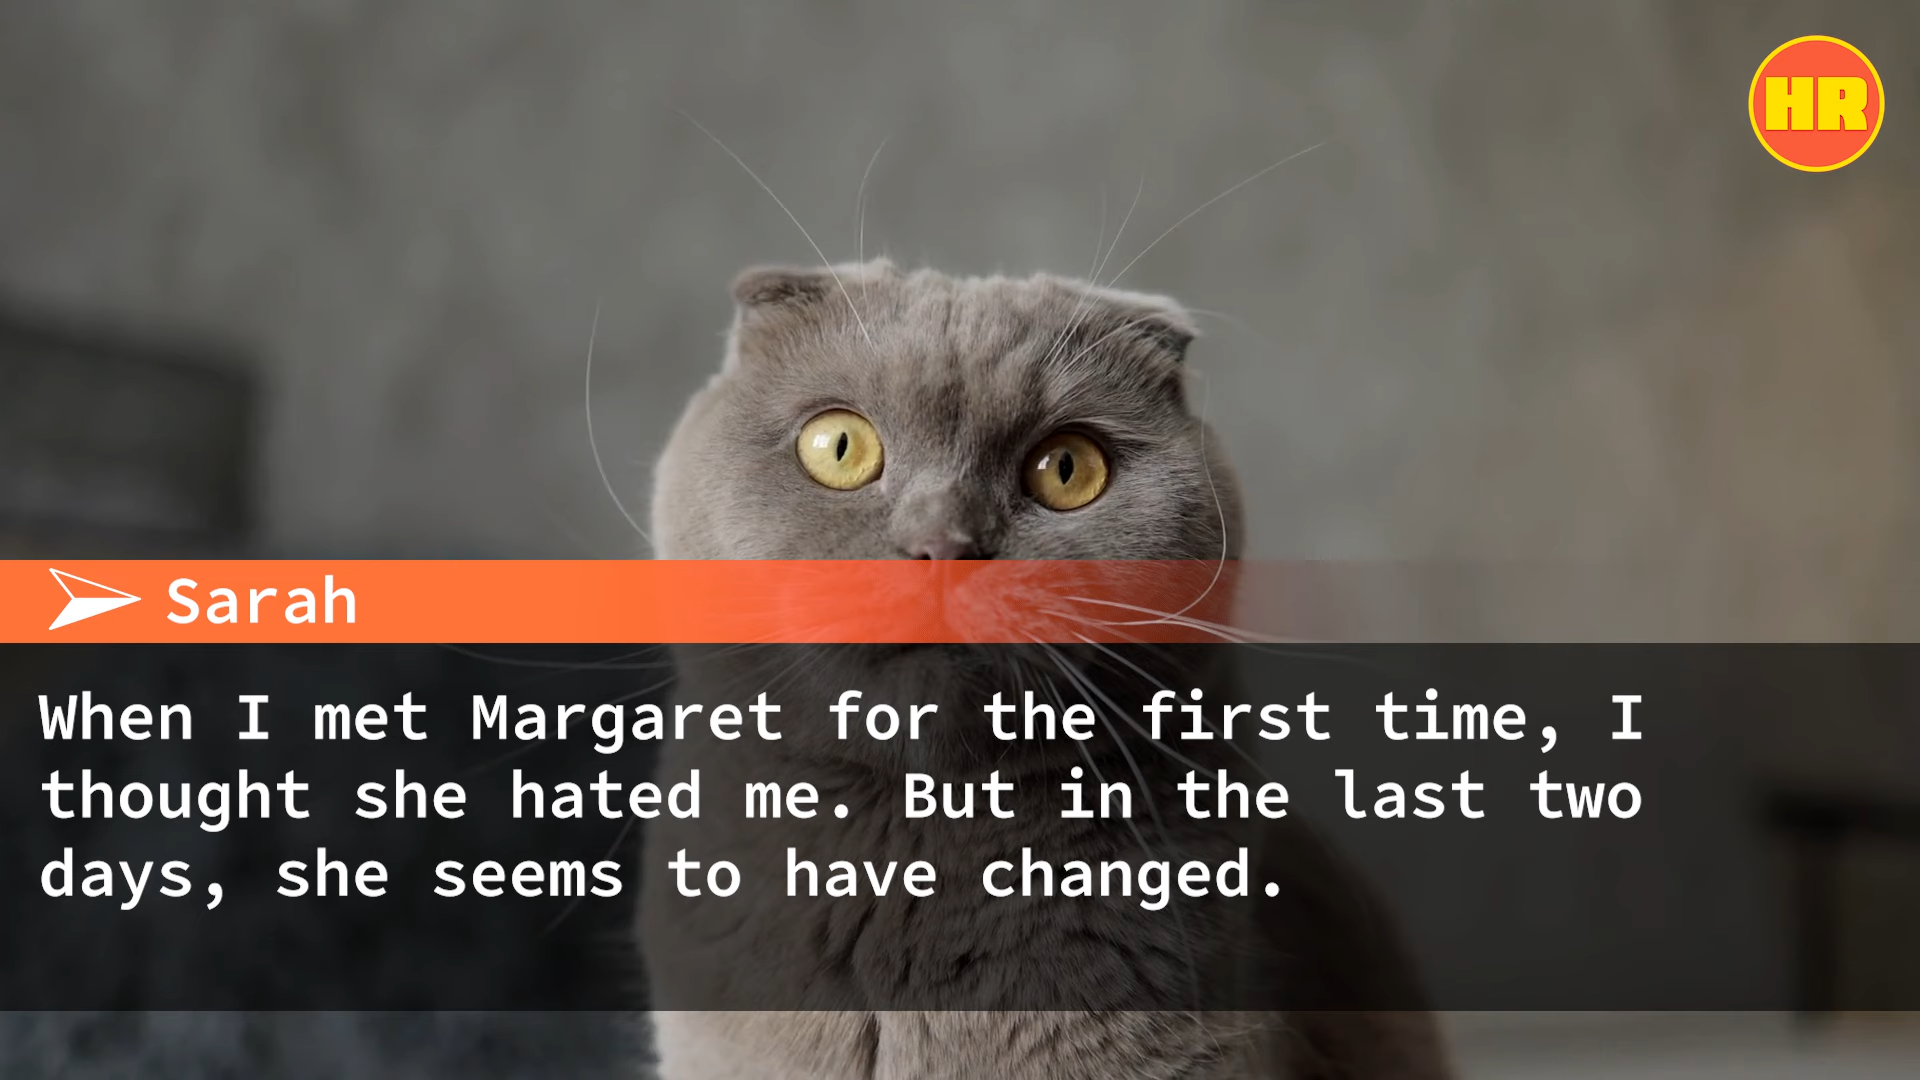 HR
Sarah
When I met Margaret for the first time, I
thought she hated me. But in the last two
days, she seems to have changed.